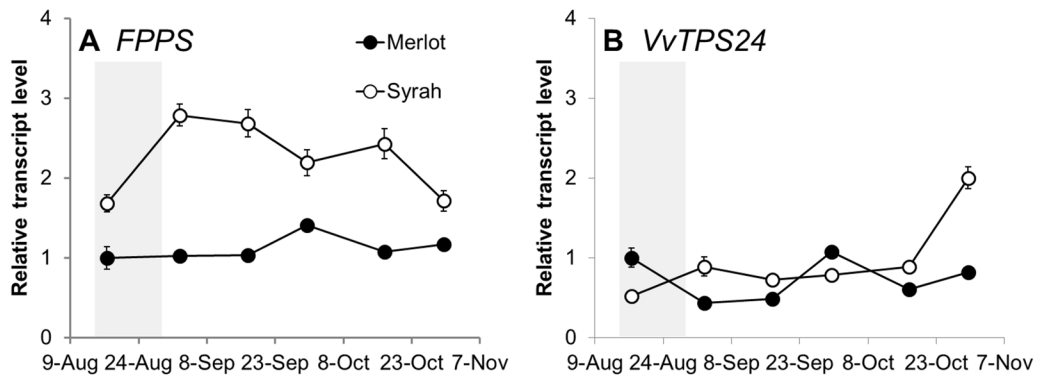 A FPPS
Merlot
Syrah
Relative transcript level
4
3
2
1
0
9-Aug 24-Aug 8-Sep 23-Sep 8-Oct 23-Oct 7-Nov
B VvTPS24
Relative transcript level
4
3
2
1
0
9-Aug 24-Aug 8-Sep 23-Sep 8-Oct 23-Oct 7-Nov